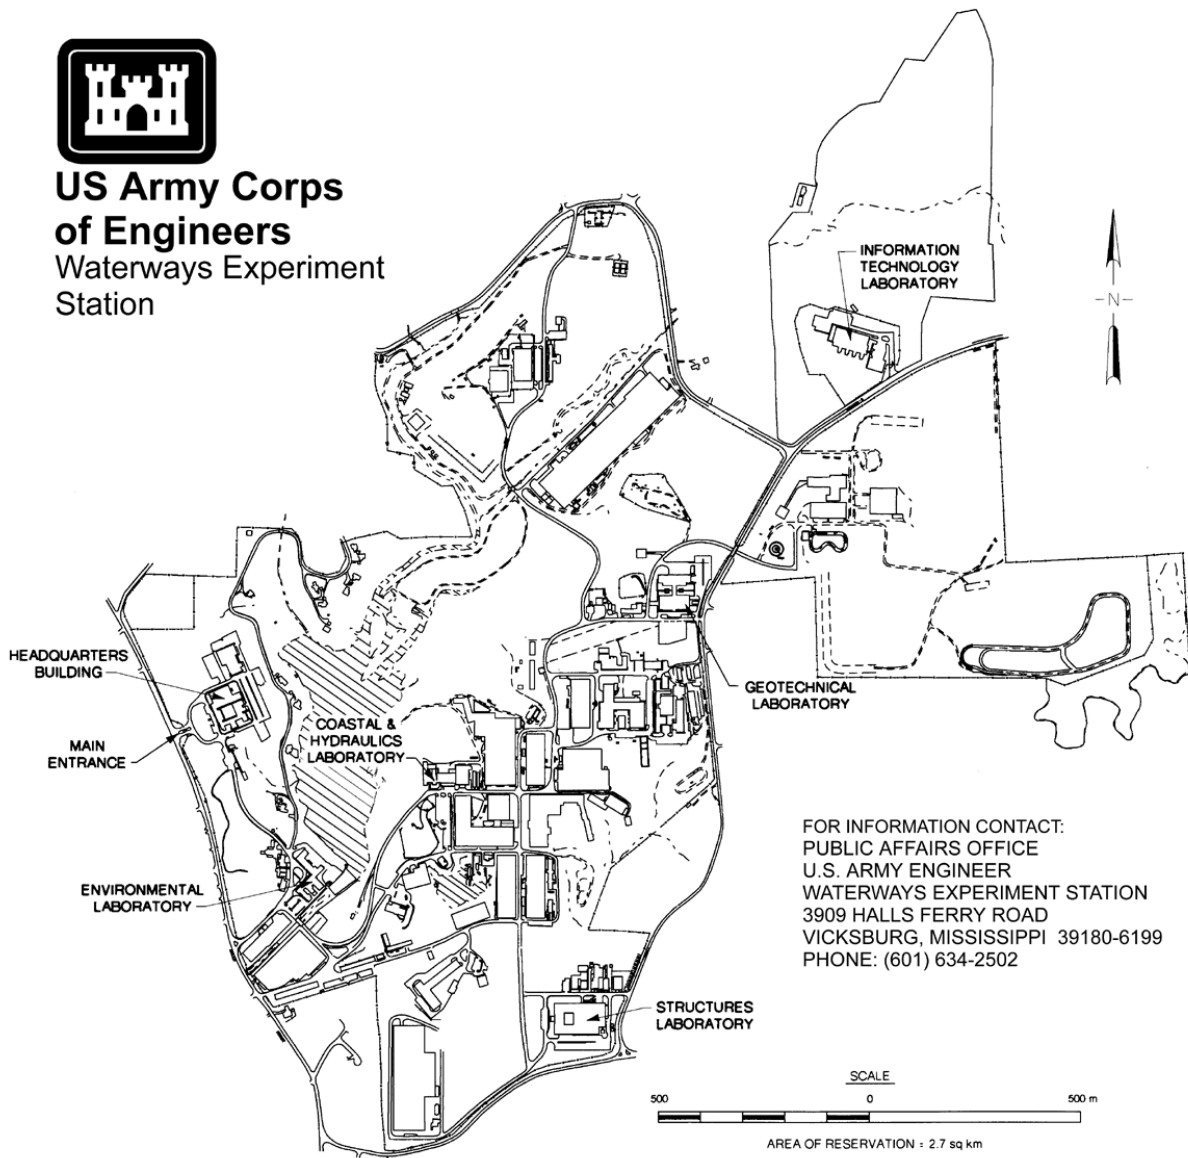 US Army Corps
of Engineers
Waterways Experiment
Station
INFORMATION
TECHNOLOGY
LABORATORY
-N-
HEADQUARTERS
BUILDING
MAIN
ENTRANCE
COASTAL &
HYDRAULICS
LABORATORY
GEOTECHNICAL
LABORATORY
ENVIRONMENTAL
LABORATORY
STRUCTURES
LABORATORY
FOR INFORMATION CONTACT:
PUBLIC AFFAIRS OFFICE
U.S. ARMY ENGINEER
WATERWAYS EXPERIMENT STATION
3909 HALLS FERRY ROAD
VICKSBURG, MISSISSIPPI 39180-6199
PHONE: (601) 634-2502
SCALE
500 0 500 m
AREA OF RESERVATION = 2.7 sq km